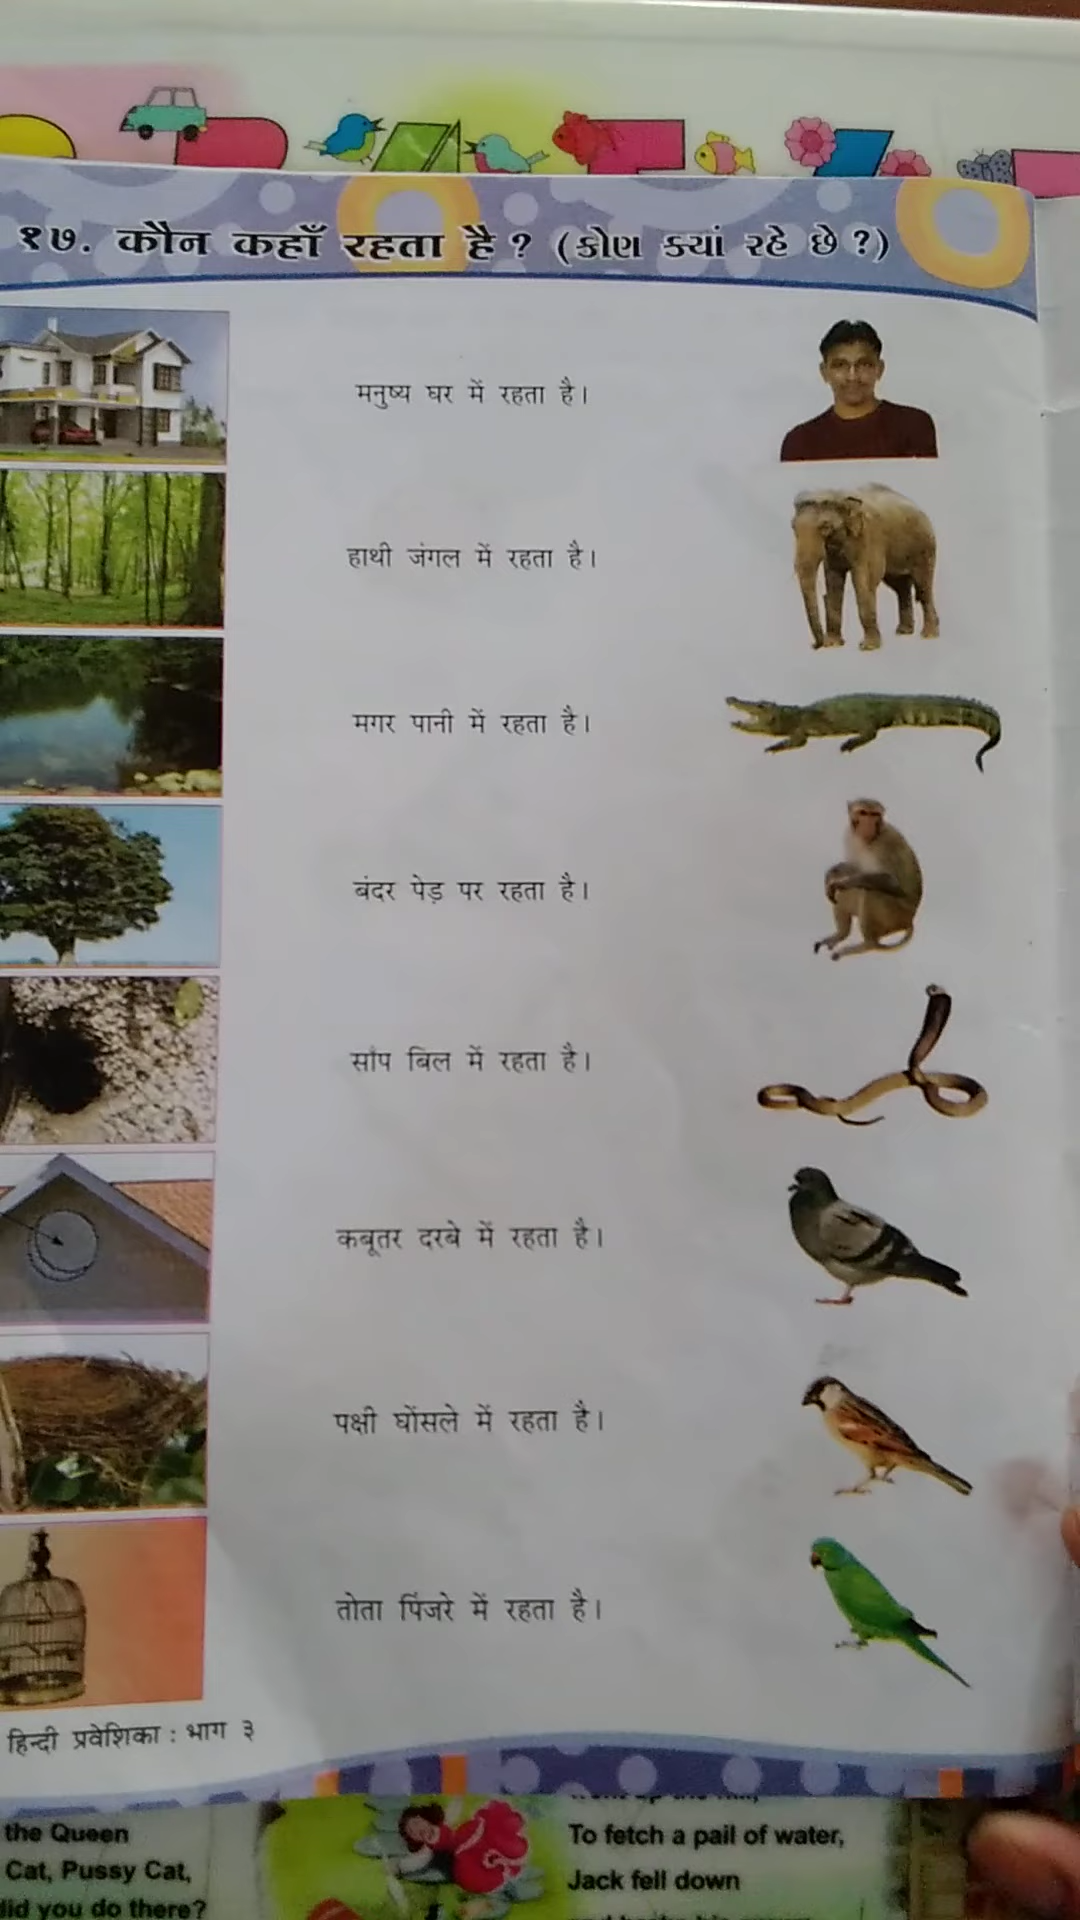 १७. कौन कहाँ रहता है ? (કોણ ક્યાં રહે છે ?)
मनुष्य घर में रहता है।
हाथी जंगल में रहता है।
मगर पानी में रहता है।
बंदर पेड़ पर रहता है।
साँप बिल में रहता है।
कबूतर दरबे में रहता है।
पक्षी घोंसले में रहता है।
तोता पिंजरे में रहता है।
हिन्दी प्रवेशिका : भाग ३
the Queen
Cat, Pussy Cat,
did you do there?
To fetch a pail of water,
Jack fell down